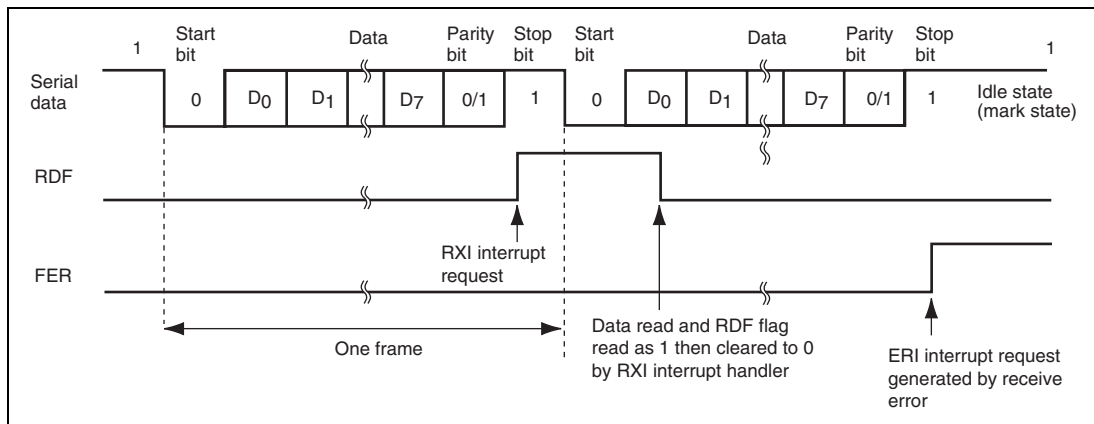 1 Start bit Data Parity bit Stop bit Start bit Data Parity bit Stop bit 1
Serial data
0 D0 D1 D7 0/1 1 0 D0 D1 D7 0/1 1
Idle state
(mark state)
RDF
RXI interrupt
request
FER
One frame
Data read and RDF flag
read as 1 then cleared to 0
by RXI interrupt handler
ERI interrupt request
generated by receive
error